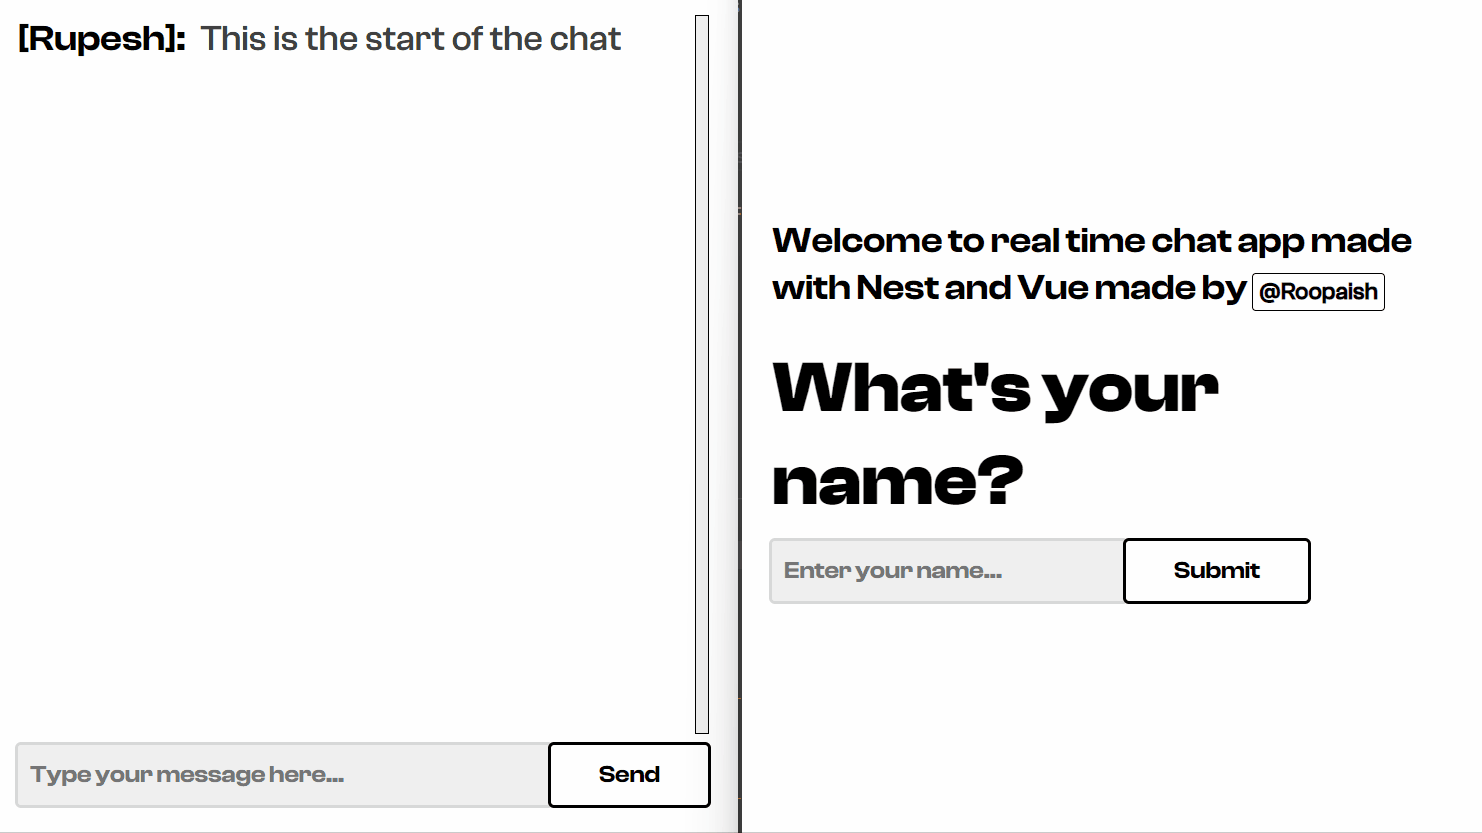 [Rupesh]: This is the start of the chat
Type your message here...
Send
Welcome to real time chat app made
with Nest and Vue made by @Roopaish
What's your
name?
Enter your name...
Submit